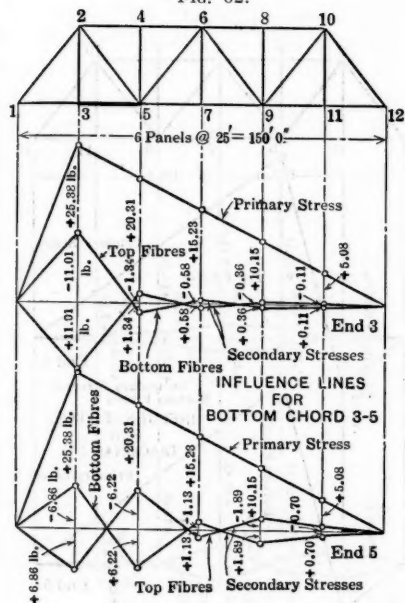 FIG. 62.
2 4 6 8 10
1 3 5 7 9 11 12
6 Panels @ 25'= 150' 0."
+25.38 lb.
+20.31
+15.23
+10.15
+5.08
Primary Stress
Top Fibres
-11.01 lb.
-1.34
-0.58
-0.36
-0.11
+11.01 lb.
+1.34
+0.58
+0.36
+0.11
End 3
Bottom Fibres
Secondary Stresses
INFLUENCE LINES
FOR
BOTTOM CHORD 3-5
+25.38 lb.
+20.31
+15.23
+10.15
+5.08
Primary Stress
Bottom Fibres
-6.86 lb.
-6.22
-1.13
-1.89
-0.70
+6.86 lb.
+6.22
+1.13
+1.89
+0.70
End 5
Top Fibres
Secondary Stresses